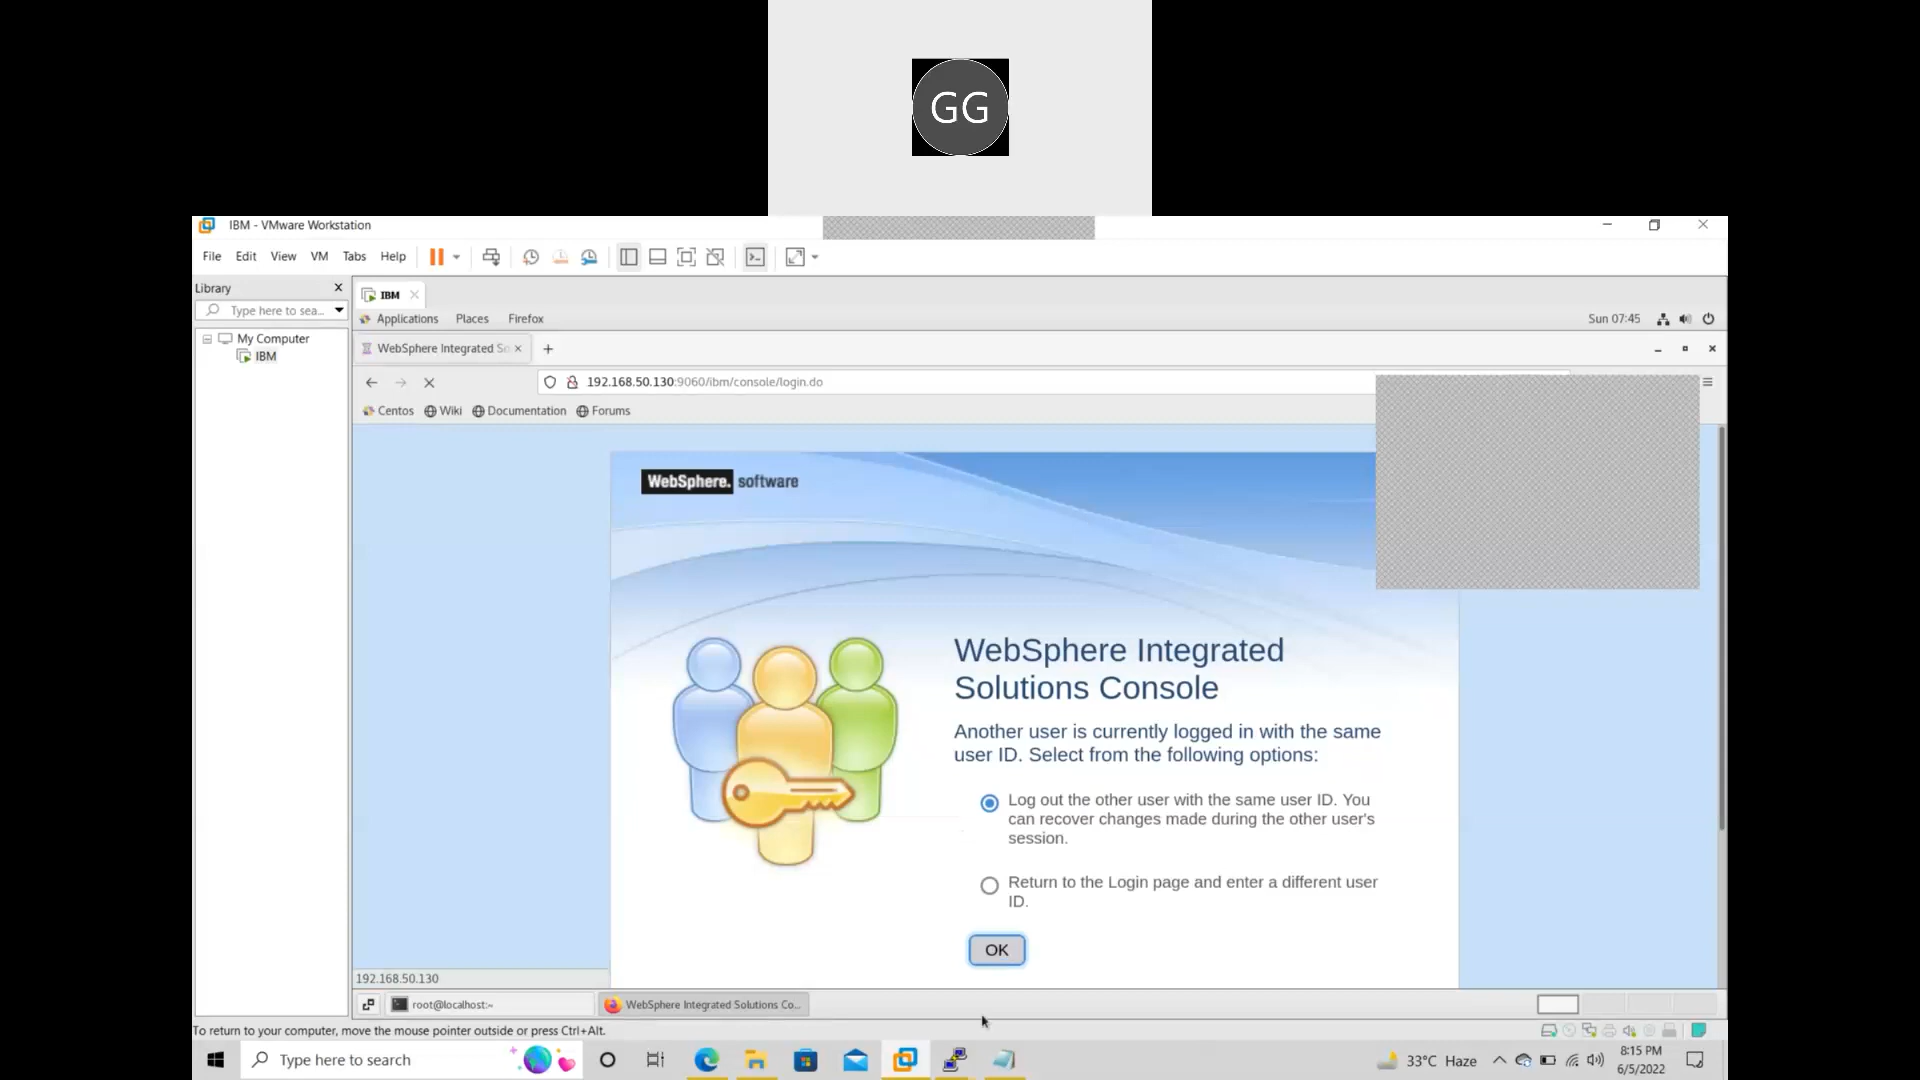 GG
IBM - VMware Workstation
File Edit View VM Tabs Help
Library
Type here to sea...
My Computer
IBM
IBM
Applications Places Firefox Sun 07:45
WebSphere Integrated So
192.168.50.130:9060/ibm/console/login.do
Centos Wiki Documentation Forums
WebSphere. software
WebSphere Integrated
Solutions Console
Another user is currently logged in with the same
user ID. Select from the following options:
Log out the other user with the same user ID. You
can recover changes made during the other user's
session.
Return to the Login page and enter a different user
ID.
OK
192.168.50.130
root@localhost:~ WebSphere Integrated Solutions Co...
To return to your computer, move the mouse pointer outside or press Ctrl+Alt.
Type here to search
33°C Haze
8:15 PM
6/5/2022